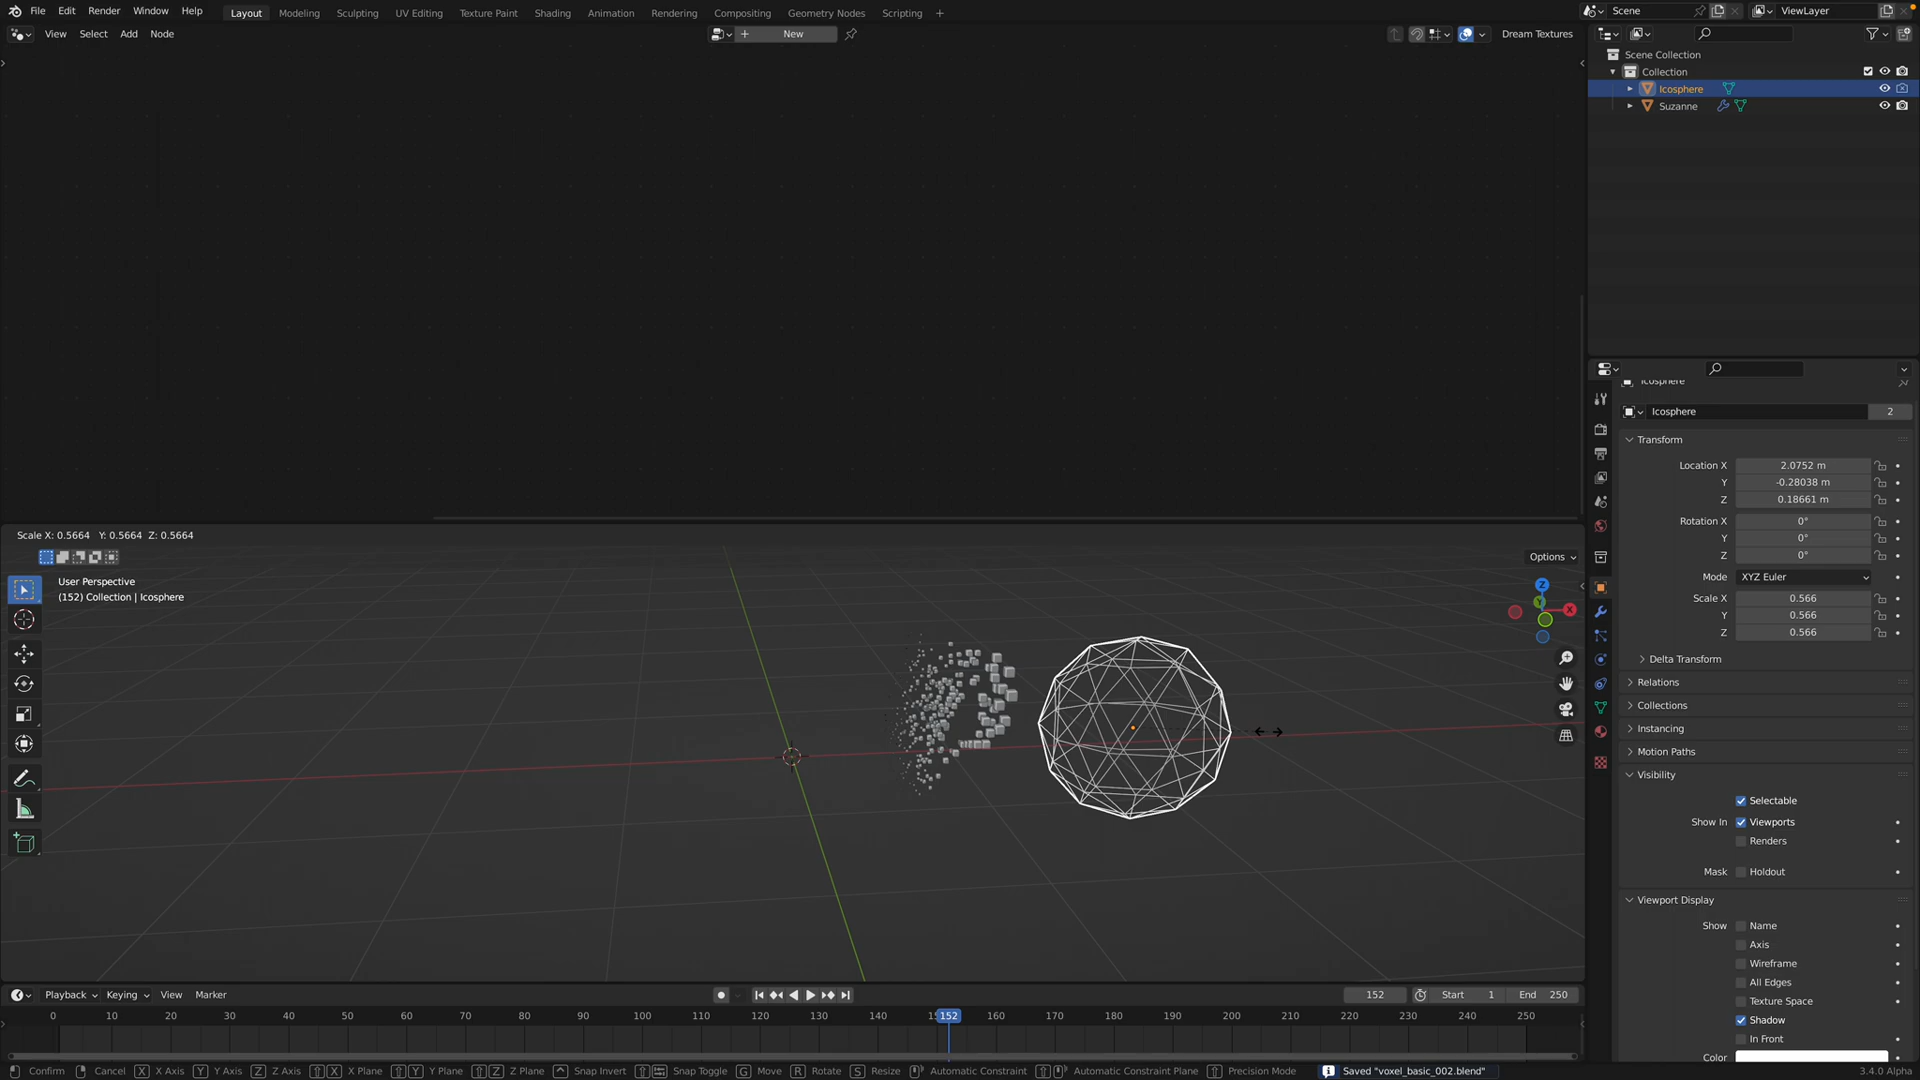 File Edit Render Window Help
Layout Modeling Sculpting UV Editing Texture Paint Shading Animation Rendering Compositing Geometry Nodes Scripting +
Scene
ViewLayer
View Select Add Node
New
Dream Textures
Scene Collection
Collection
Icosphere
Suzanne
Icosphere
Icosphere 2
Transform
Location X 2.0752 m
Y -0.28038 m
Z 0.18661 m
Rotation X 0°
Y 0°
Z 0°
Mode XYZ Euler
Scale X 0.566
Y 0.566
Z 0.566
Delta Transform
Relations
Collections
Instancing
Motion Paths
Visibility
Selectable
Show In Viewports
Renders
Mask Holdout
Viewport Display
Show Name
Axis
Wireframe
All Edges
Texture Space
Shadow
In Front
Color
Scale X: 0.5664 Y: 0.5664 Z: 0.5664
Options
User Perspective
(152) Collection | Icosphere
Z
Y
X
Playback Keying View Marker
152
Start 1 End 250
0 10 20 30 40 50 60 70 80 90 100 110 120 130 140 152 160 170 180 190 200 210 220 230 240 250
Confirm Cancel X X Axis Y Y Axis Z Z Axis X X Plane Y Y Plane Z Z Plane Snap Invert Snap Toggle G Move R Rotate S Resize Automatic Constraint Automatic Constraint Plane Precision Mode
Saved "voxel_basic_002.blend"
3.4.0 Alpha